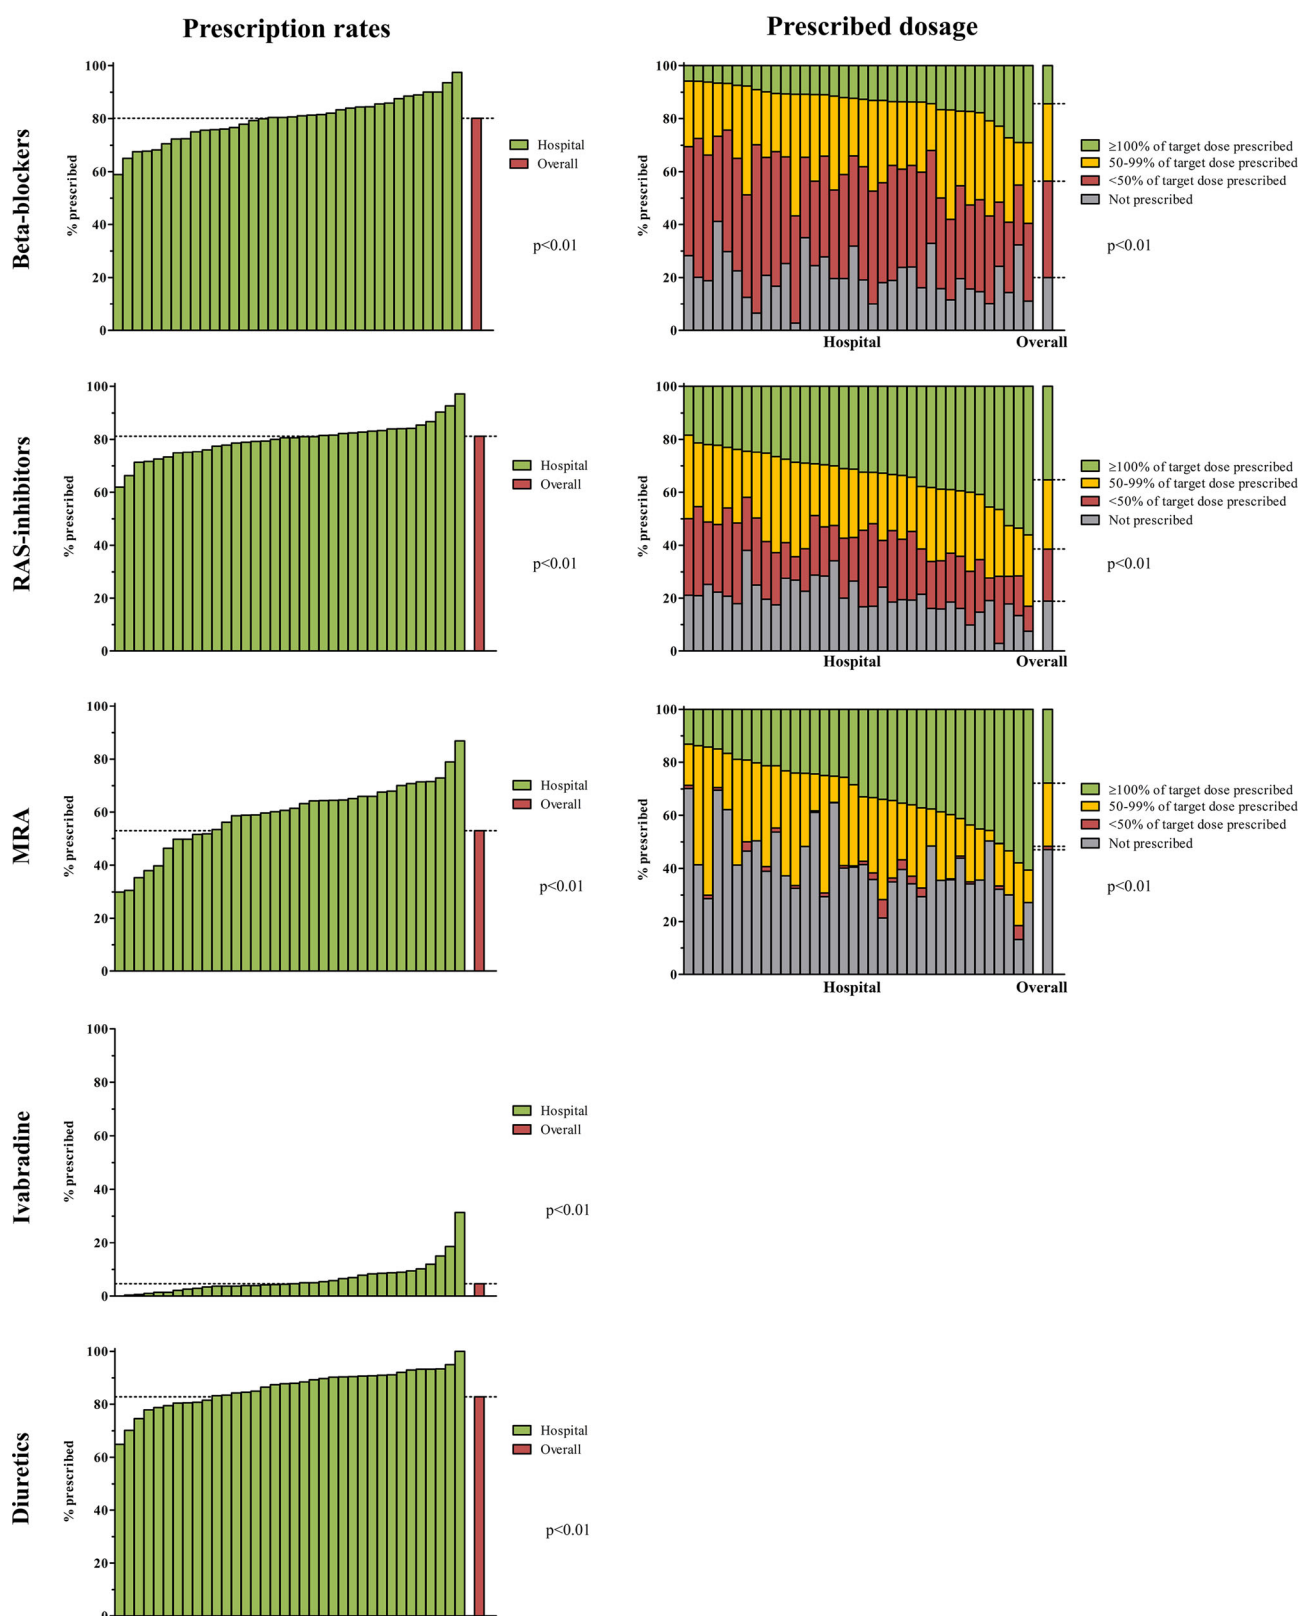 Prescription rates
Prescribed dosage
Beta-blockers
% prescribed
100
80
60
40
20
0
Hospital
Overall
p<0.01
% prescribed
100
80
60
40
20
0
Hospital
Overall
≥100% of target dose prescribed
50-99% of target dose prescribed
<50% of target dose prescribed
Not prescribed
p<0.01
RAS-inhibitors
% prescribed
100
80
60
40
20
0
Hospital
Overall
p<0.01
% prescribed
100
80
60
40
20
0
Hospital
Overall
≥100% of target dose prescribed
50-99% of target dose prescribed
<50% of target dose prescribed
Not prescribed
p<0.01
MRA
% prescribed
100
80
60
40
20
0
Hospital
Overall
p<0.01
% prescribed
100
80
60
40
20
0
Hospital
Overall
≥100% of target dose prescribed
50-99% of target dose prescribed
<50% of target dose prescribed
Not prescribed
p<0.01
Ivabradine
% prescribed
100
80
60
40
20
0
Hospital
Overall
p<0.01
Diuretics
% prescribed
100
80
60
40
20
0
Hospital
Overall
p<0.01